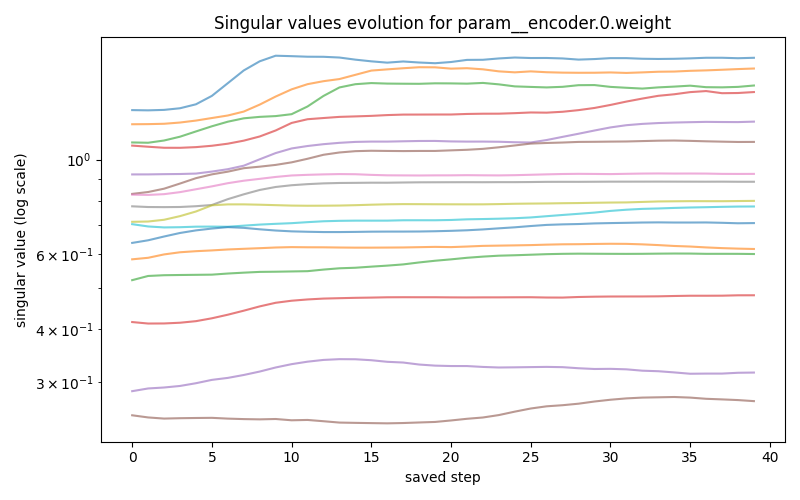 Singular values evolution for param__encoder.0.weight
singular value (log scale)
10⁰
6 × 10⁻¹
4 × 10⁻¹
3 × 10⁻¹
0 5 10 15 20 25 30 35 40
saved step